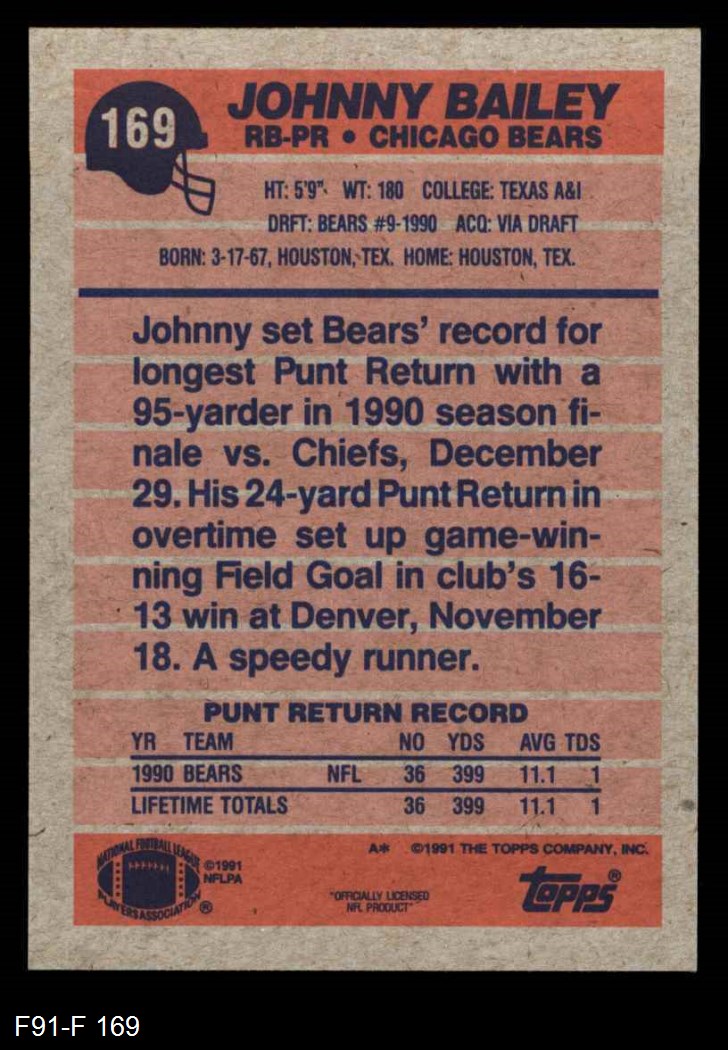 169
JOHNNY BAILEY
RB-PR • CHICAGO BEARS
HT: 5'9" WT: 180 COLLEGE: TEXAS A&I
DRFT: BEARS #9-1990 ACQ: VIA DRAFT
BORN: 3-17-67, HOUSTON, TEX. HOME: HOUSTON, TEX.
Johnny set Bears' record for
longest Punt Return with a
95-yarder in 1990 season fi-
nale vs. Chiefs, December
29. His 24-yard Punt Return in
overtime set up game-win-
ning Field Goal in club's 16-
13 win at Denver, November
18. A speedy runner.
PUNT RETURN RECORD
YR TEAM NO YDS AVG TDS
1990 BEARS NFL 36 399 11.1 1
LIFETIME TOTALS 36 399 11.1 1
A* ©1991 THE TOPPS COMPANY, INC.
NATIONAL FOOTBALL LEAGUE
PLAYERS ASSOCIATION ®
©1991
NFLPA
"OFFICIALLY LICENSED
NFL PRODUCT"
topps®
F91-F 169